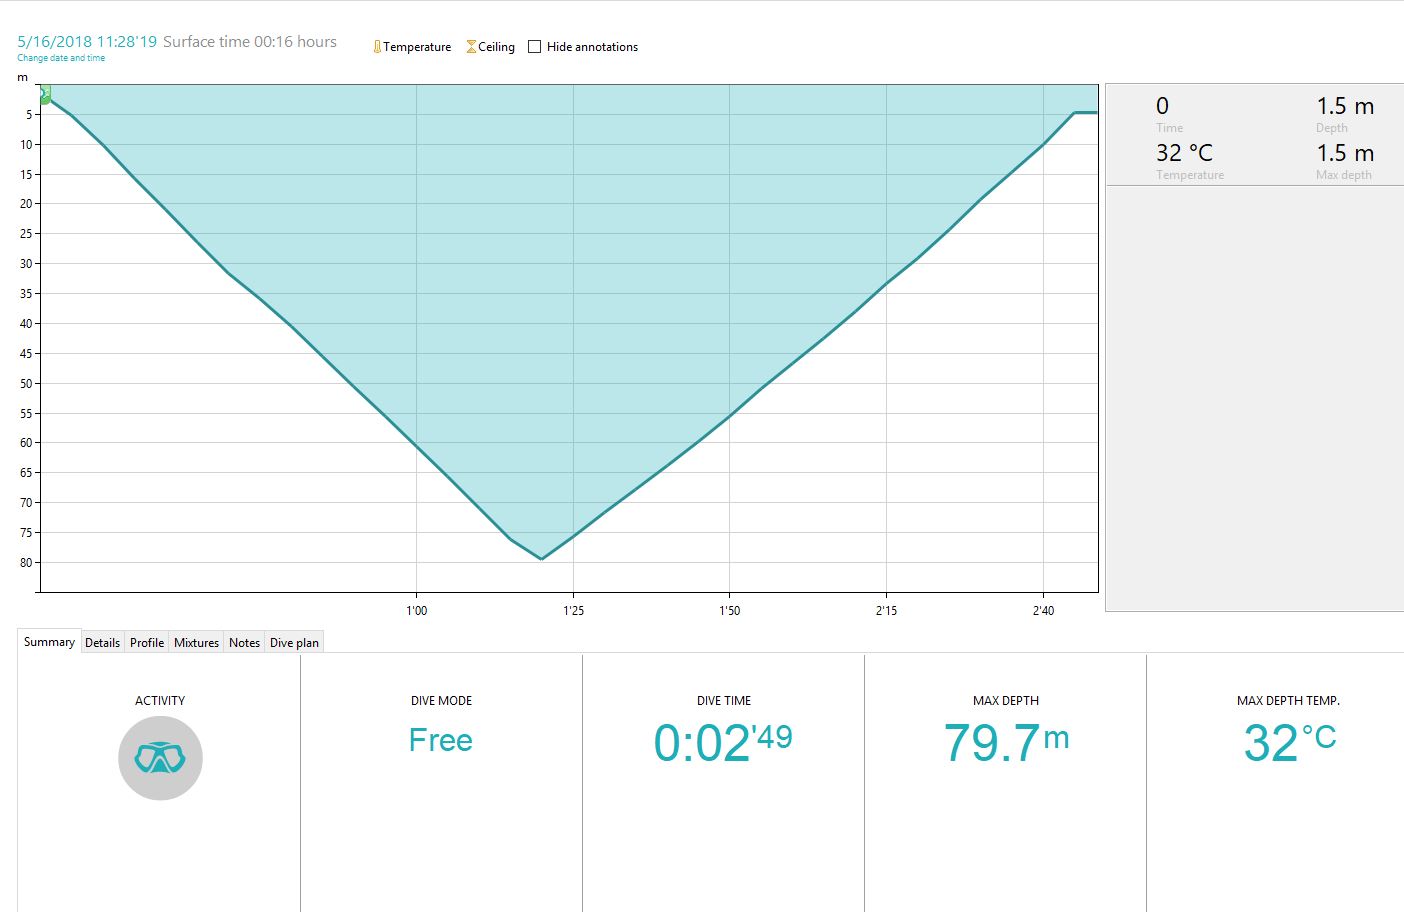 5/16/2018 11:28'19 Surface time 00:16 hours
Temperature Ceiling Hide annotations
Change date and time
m
5
10
15
20
25
30
35
40
45
50
55
60
65
70
75
80
1'00 1'25 1'50 2'15 2'40
0 1.5 m
Time Depth
32 °C 1.5 m
Temperature Max depth
Summary Details Profile Mixtures Notes Dive plan
ACTIVITY DIVE MODE DIVE TIME MAX DEPTH MAX DEPTH TEMP.
Free 0:02'49 79.7m 32°C